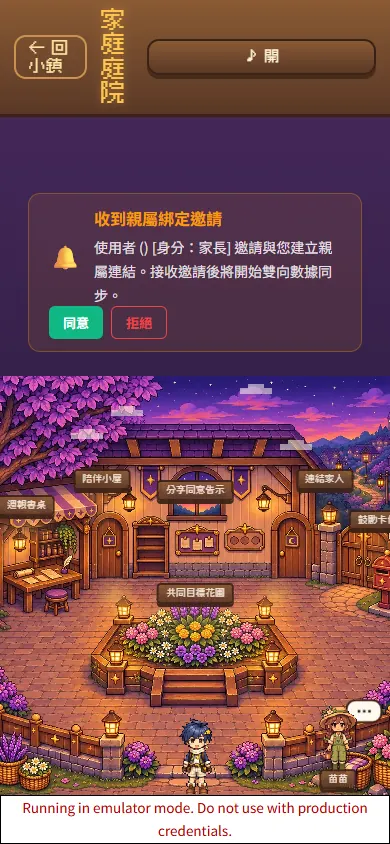 ← 回
小鎮
家庭庭院
♪ 開
收到親屬綁定邀請
使用者 () [身分：家長] 邀請與您建立親
屬連結。接收邀請後將開始雙向數據同
步。
同意
拒絕
陪伴小屋
分享同意告示
連結家人
週報書桌
鼓勵卡
共同目標花園
苗苗
Running in emulator mode. Do not use with production
credentials.